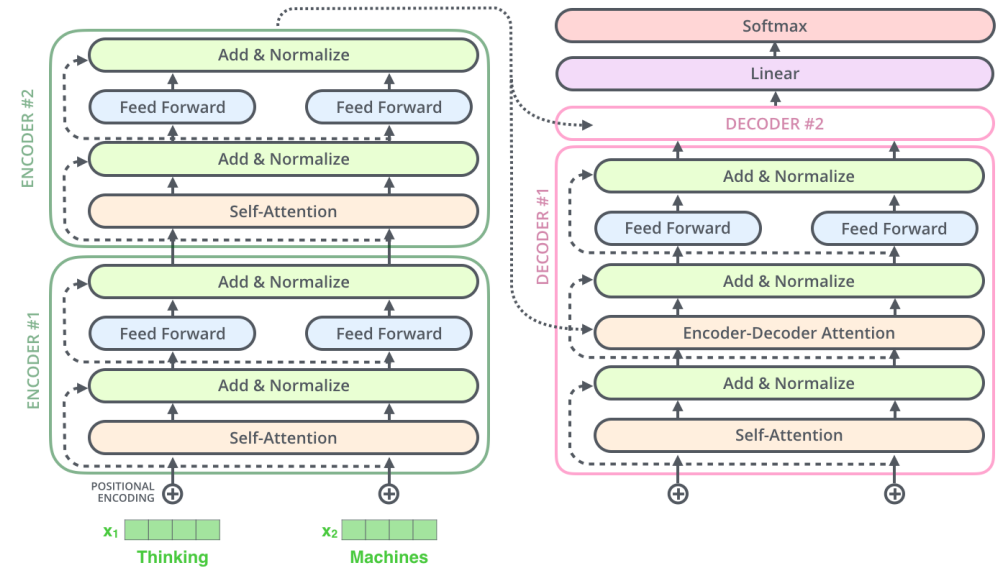 ENCODER #2
Add & Normalize
Feed Forward
Feed Forward
Add & Normalize
Self-Attention
ENCODER #1
Add & Normalize
Feed Forward
Feed Forward
Add & Normalize
Self-Attention
POSITIONAL
ENCODING
x₁
x₂
Thinking
Machines
Softmax
Linear
DECODER #2
DECODER #1
Add & Normalize
Feed Forward
Feed Forward
Add & Normalize
Encoder-Decoder Attention
Add & Normalize
Self-Attention